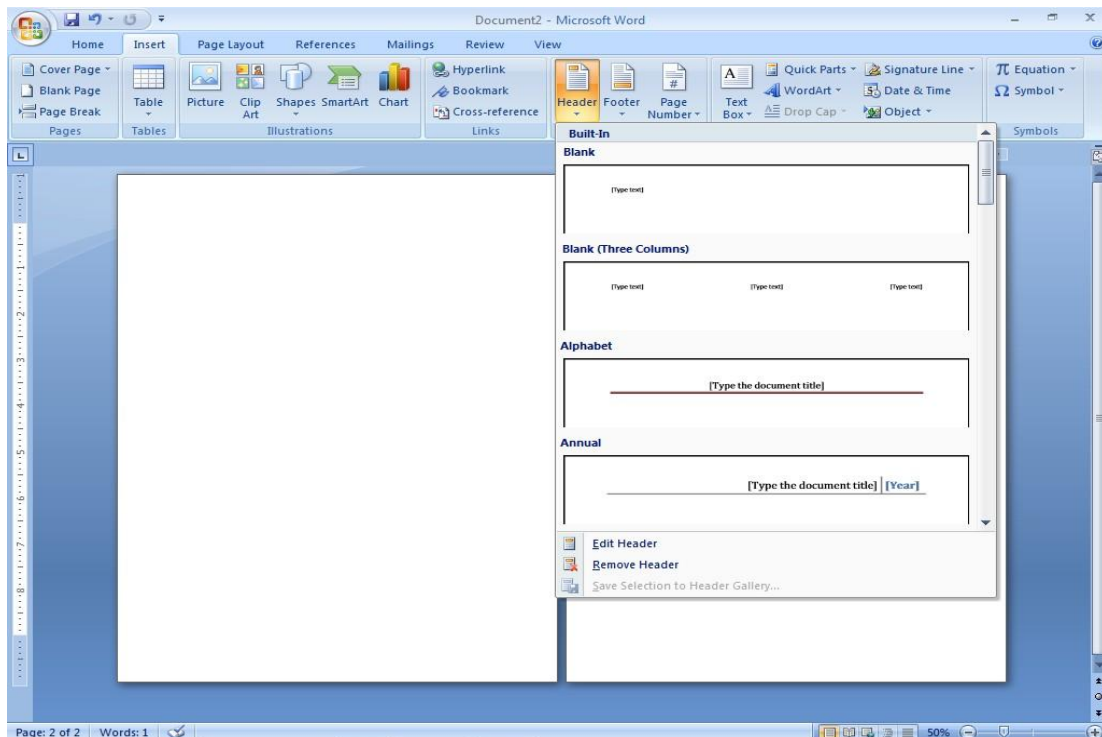 Document2 - Microsoft Word
Home Insert Page Layout References Mailings Review View
Cover Page
Blank Page
Page Break
Pages
Table
Tables
Picture Clip Art Shapes SmartArt Chart
Illustrations
Hyperlink
Bookmark
Cross-reference
Links
Header Footer Page Number
Text Box
Quick Parts
WordArt
Drop Cap
Signature Line
Date & Time
Object
Equation
Symbol
Symbols
Built-In
Blank
[Type text]
Blank (Three Columns)
[Type text] [Type text] [Type text]
Alphabet
[Type the document title]
Annual
[Type the document title] [Year]
Edit Header
Remove Header
Save Selection to Header Gallery...
Page: 2 of 2 Words: 1 50%